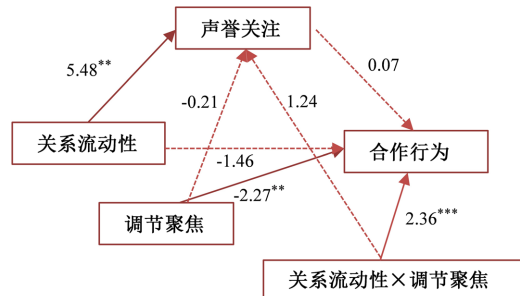 声誉关注
5.48**
0.07
-0.21
1.24
关系流动性
合作行为
-1.46
-2.27**
调节聚焦
2.36***
关系流动性×调节聚焦